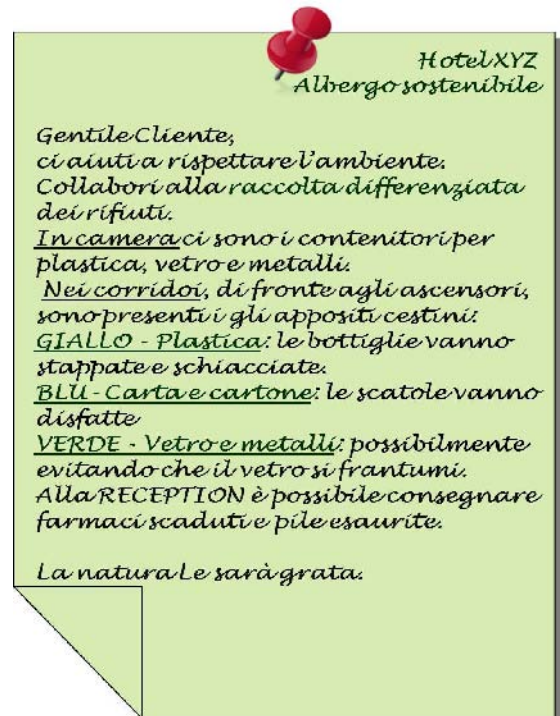 Hotel XYZ
Albergo sostenibile
Gentile Cliente,
ci aiuti a rispettare l'ambiente.
Collabori alla raccolta differenziata
dei rifiuti.
In camera ci sono i contenitori per
plastica, vetro e metalli.
Nei corridoi, di fronte agli ascensori,
sono presenti i gli appositi cestini:
GIALLO - Plastica: le bottiglie vanno
stappate e schiacciate.
BLU - Carta e cartone: le scatole vanno
disfatte
VERDE - Vetro e metalli: possibilmente
evitando che il vetro si frantumi.
Alla RECEPTION è possibile consegnare
farmaci scaduti e pile esaurite.
La natura Le sarà grata.